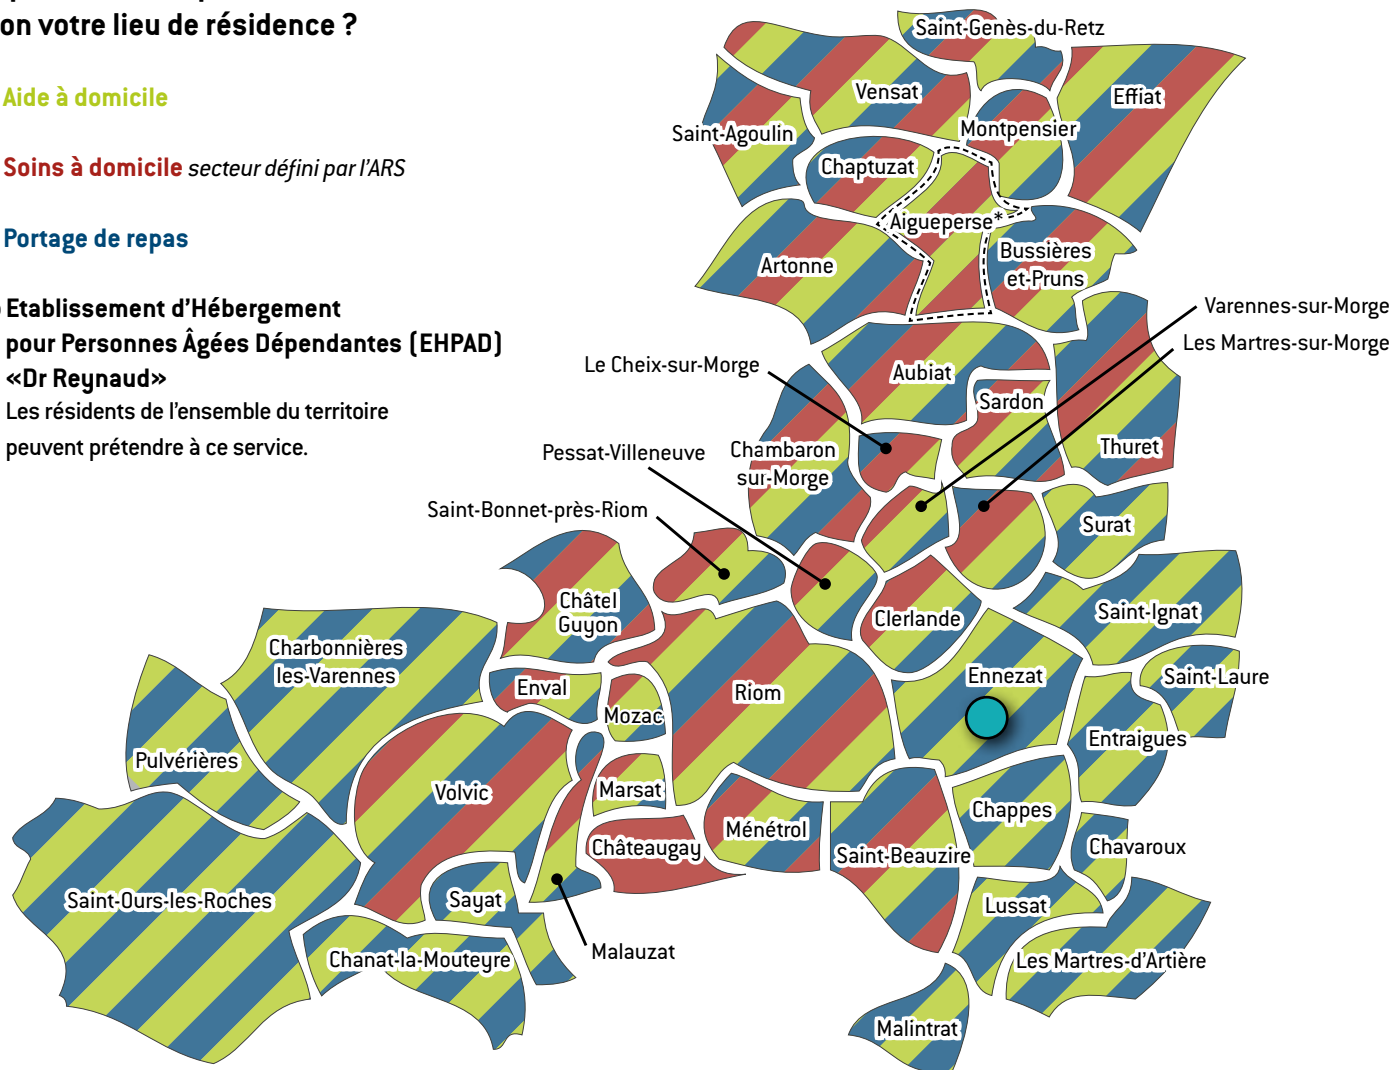 on votre lieu de résidence ?
Aide à domicile
Soins à domicile secteur défini par l'ARS
Portage de repas
Etablissement d'Hébergement
pour Personnes Âgées Dépendantes (EHPAD)
«Dr Reynaud»
Les résidents de l'ensemble du territoire
peuvent prétendre à ce service.
Saint-Genès-du-Retz
Vensat
Effiat
Saint-Agoulin
Montpensier
Chaptuzat
Aigueperse*
Artonne
Bussières
et-Pruns
Varennes-sur-Morge
Les Martres-sur-Morge
Le Cheix-sur-Morge
Aubiat
Sardon
Thuret
Pessat-Villeneuve
Chambaron
sur-Morge
Saint-Bonnet-près-Riom
Surat
Châtel
Guyon
Clerlande
Saint-Ignat
Charbonnières
les-Varennes
Enval
Riom
Ennezat
Saint-Laure
Mozac
Entraigues
Pulvérières
Volvic
Marsat
Chappes
Ménétrol
Châteaugay
Saint-Beauzire
Chavaroux
Saint-Ours-les-Roches
Sayat
Lussat
Malauzat
Chanat-la-Mouteyre
Les Martres-d'Artière
Malintrat